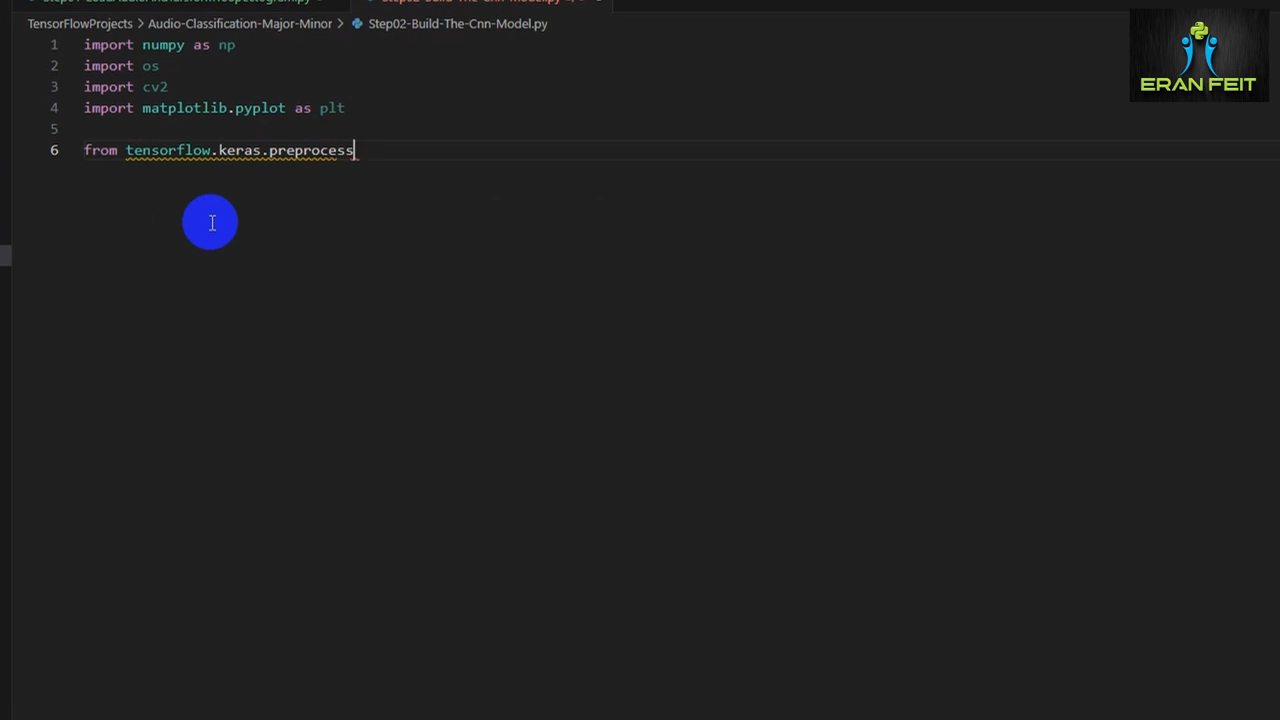 TensorFlowProjects > Audio-Classification-Major-Minor > Step02-Build-The-Cnn-Model.py
ERAN FEIT
1 import numpy as np
2 import os
3 import cv2
4 import matplotlib.pyplot as plt
5
6 from tensorflow.keras.preprocess